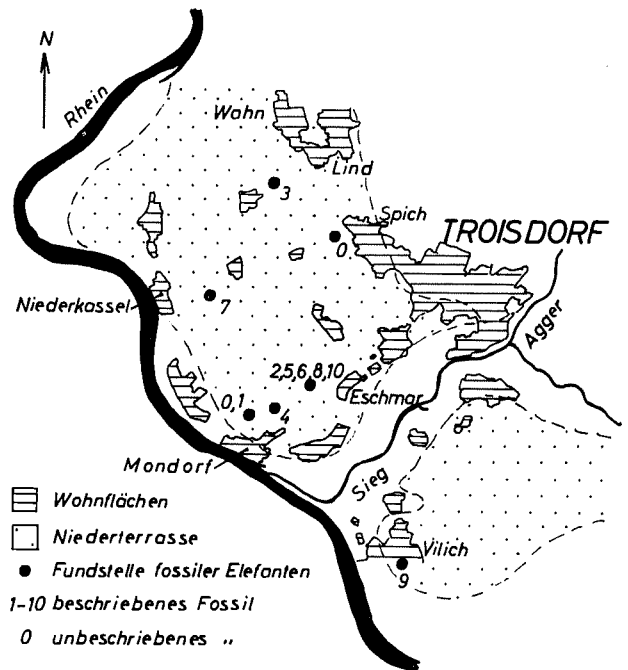 N
Rhein
Wahn
Lind
3
Spich
0
TROISDORF
Niederkassel
7
Agger
2,5,6,8,10
Eschmar
0,1
4
Mondorf
Sieg
Vilich
9
Wohnflächen
Niederterrasse
Fundstelle fossiler Elefanten
1-10 beschriebenes Fossil
0 unbeschriebenes „